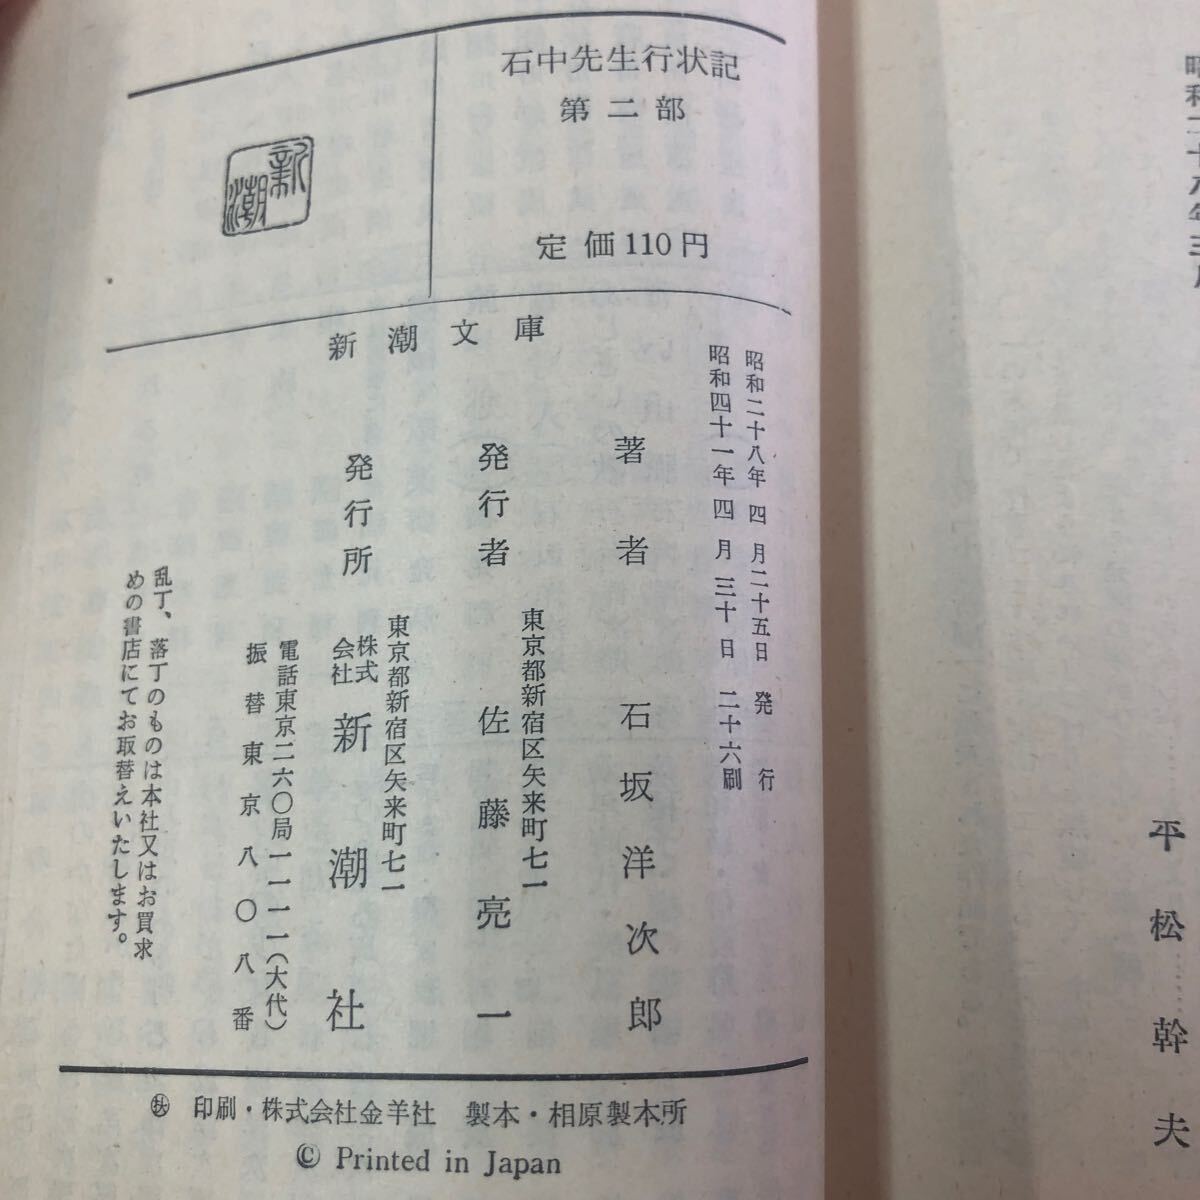 昭和二十八年三月
平松幹夫
石中先生行状記
第二部
定価110円
新潮
新潮文庫
昭和二十八年四月二十五日発行
昭和四十一年四月三十日二十六刷
著者 石坂洋次郎
東京都新宿区矢来町七一
発行者 佐藤亮一
東京都新宿区矢来町七一
発行所 株式会社 新潮社
電話東京二六〇局一一一一(大代)
振替東京八〇八番
乱丁、落丁のものは本社又はお買求
めの書店にてお取替えいたします。
印刷・株式会社金羊社 製本・相原製本所
© Printed in Japan